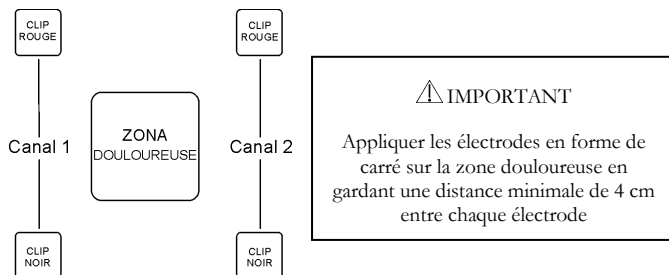 CLIP
ROUGE
CLIP
ROUGE
Canal 1
ZONA
DOULOUREUSE
Canal 2
CLIP
NOIR
CLIP
NOIR
⚠ IMPORTANT
Appliquer les électrodes en forme de
carré sur la zone douloureuse en
gardant une distance minimale de 4 cm
entre chaque électrode